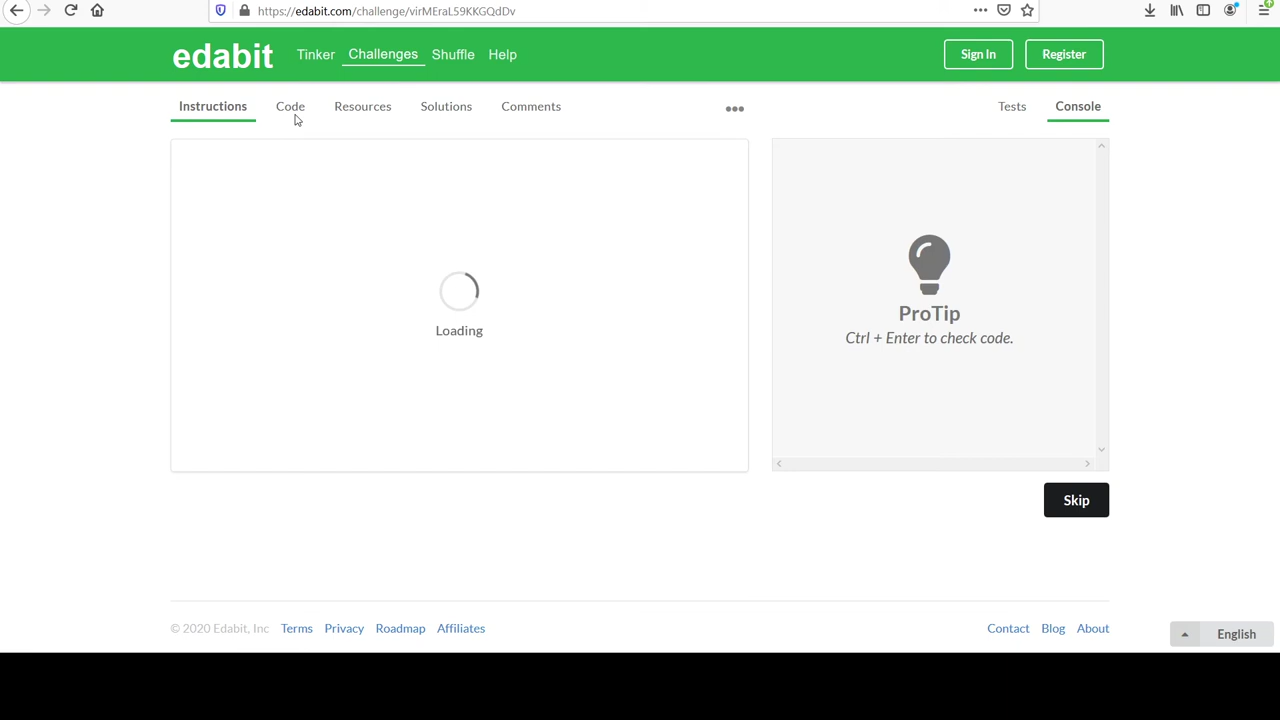 https://edabit.com/challenge/virMEraL59KKGQdDv
edabit Tinker Challenges Shuffle Help Sign In Register
Instructions Code Resources Solutions Comments ••• Tests Console
Loading
ProTip
Ctrl + Enter to check code.
Skip
© 2020 Edabit, Inc Terms Privacy Roadmap Affiliates Contact Blog About
English